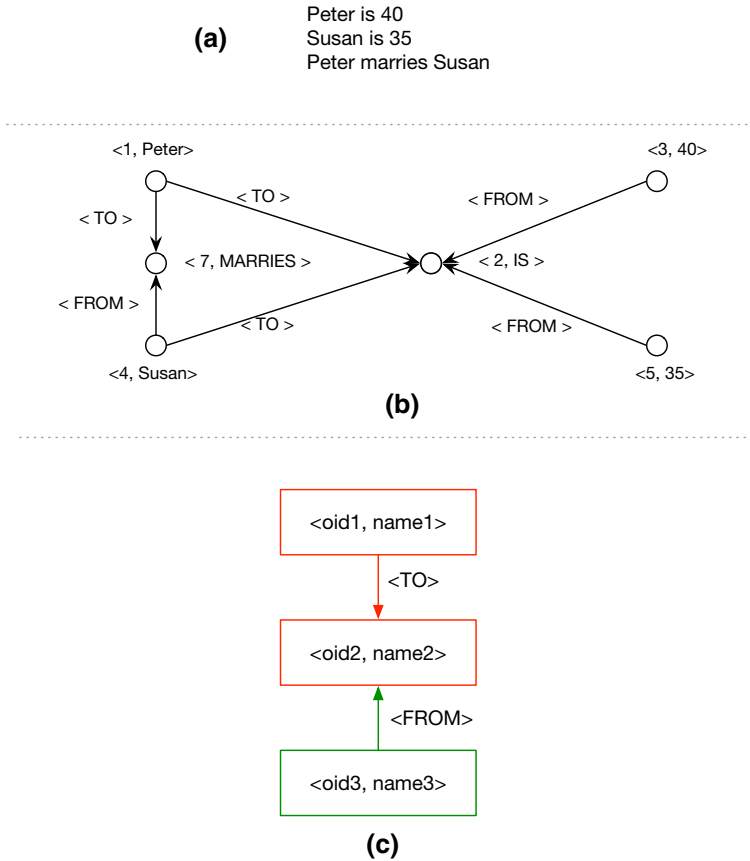 Peter is 40
(a)
Susan is 35
Peter marries Susan
<1, Peter>
<3, 40>
< TO >
< FROM >
< TO >
< 7, MARRIES >
< 2, IS >
< FROM >
< TO >
< FROM >
<4, Susan>
<5, 35>
(b)
<oid1, name1>
<TO>
<oid2, name2>
<FROM>
<oid3, name3>
(c)